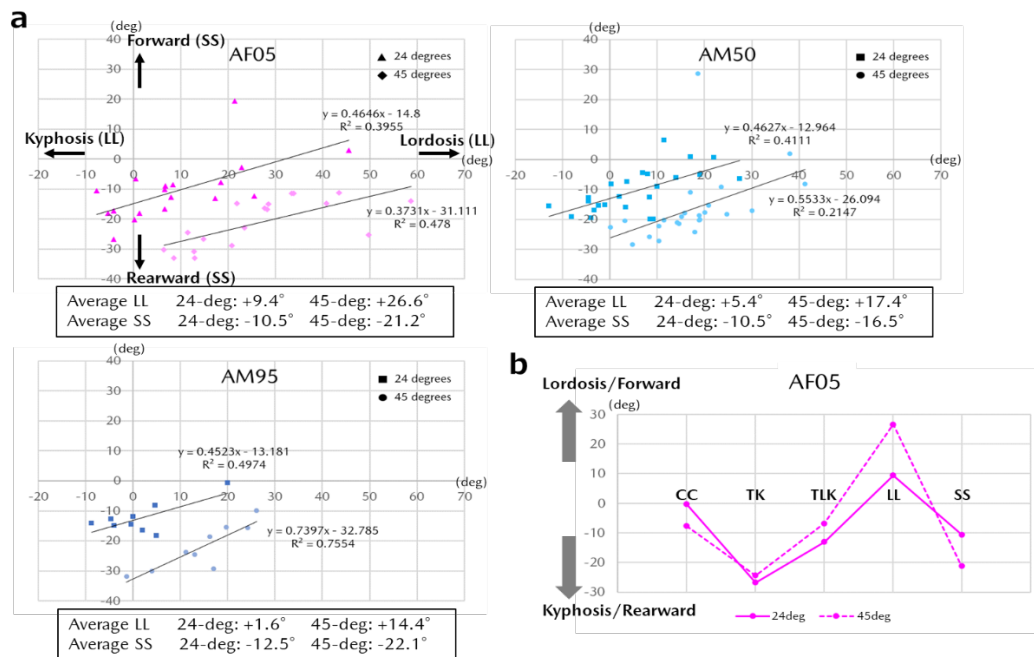 a
(deg)
Forward (SS)
AF05
24 degrees
45 degrees
y = 0.4646x - 14.8
R² = 0.3955
Kyphosis (LL)
Lordosis (LL)
(deg)
40
30
20
10
0
-10
-20
-30
-40
-20 -10 0 10 20 30 40 50 60 70
y = 0.3731x - 31.111
R² = 0.478
Rearward (SS)
Average LL 24-deg: +9.4° 45-deg: +26.6°
Average SS 24-deg: -10.5° 45-deg: -21.2°
(deg)
AM50
24 degrees
45 degrees
y = 0.4627x - 12.964
R² = 0.4111
(deg)
40
30
20
10
0
-10
-20
-30
-40
-20 -10 0 10 20 30 40 50 60 70
y = 0.5533x - 26.094
R² = 0.2147
Average LL 24-deg: +5.4° 45-deg: +17.4°
Average SS 24-deg: -10.5° 45-deg: -16.5°
(deg)
AM95
24 degrees
45 degrees
y = 0.4523x - 13.181
R² = 0.4974
(deg)
40
30
20
10
0
-10
-20
-30
-40
-20 -10 0 10 20 30 40 50 60 70
y = 0.7397x - 32.785
R² = 0.7554
Average LL 24-deg: +1.6° 45-deg: +14.4°
Average SS 24-deg: -12.5° 45-deg: -22.1°
b
Lordosis/Forward
AF05
(deg)
30
20
10
0
-10
-20
-30
CC TK TLK LL SS
Kyphosis/Rearward
24deg 45deg